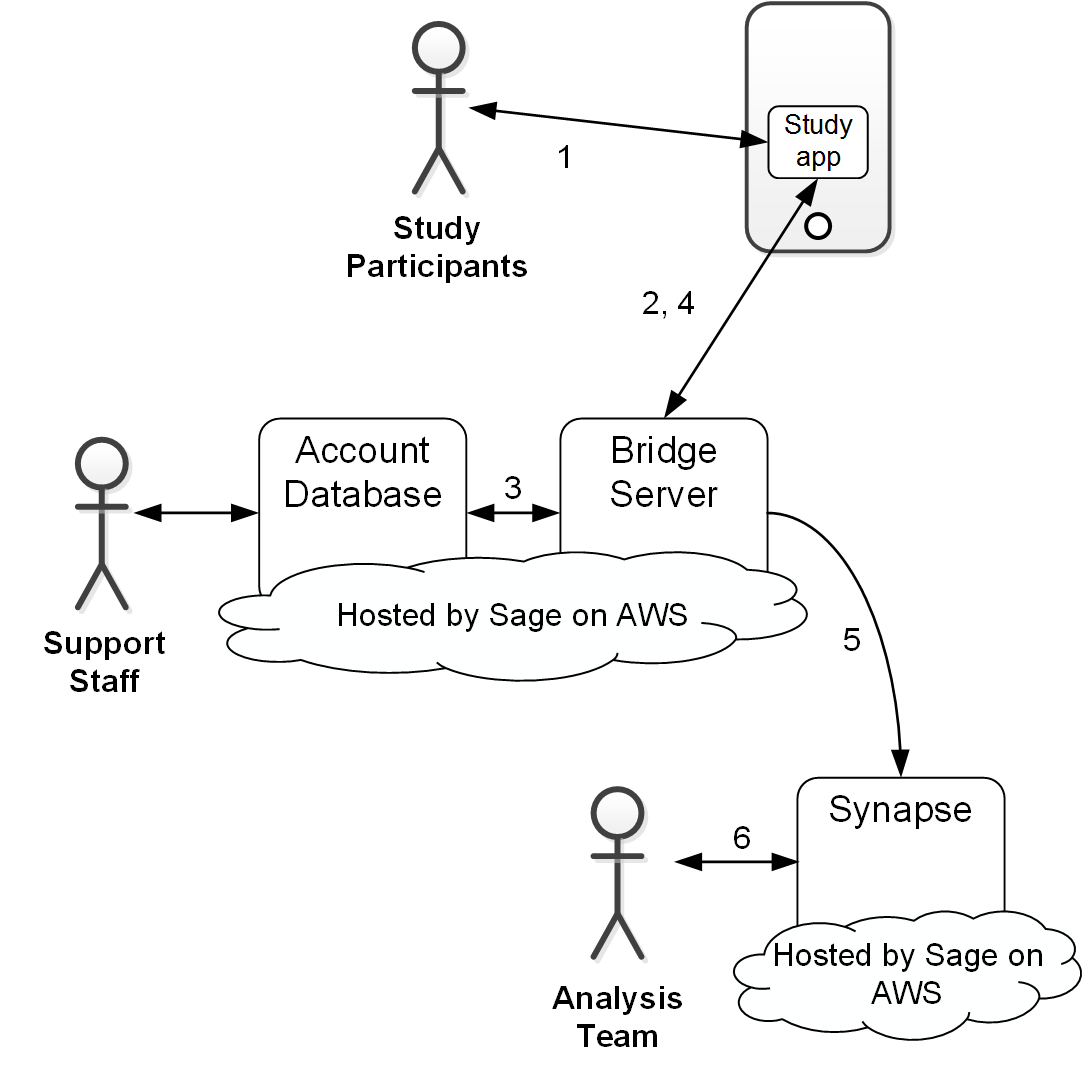 Study
app
1
Study
Participants
2, 4
Account
Database
3
Bridge
Server
Hosted by Sage on AWS
Support
Staff
5
Synapse
6
Hosted by Sage on
AWS
Analysis
Team